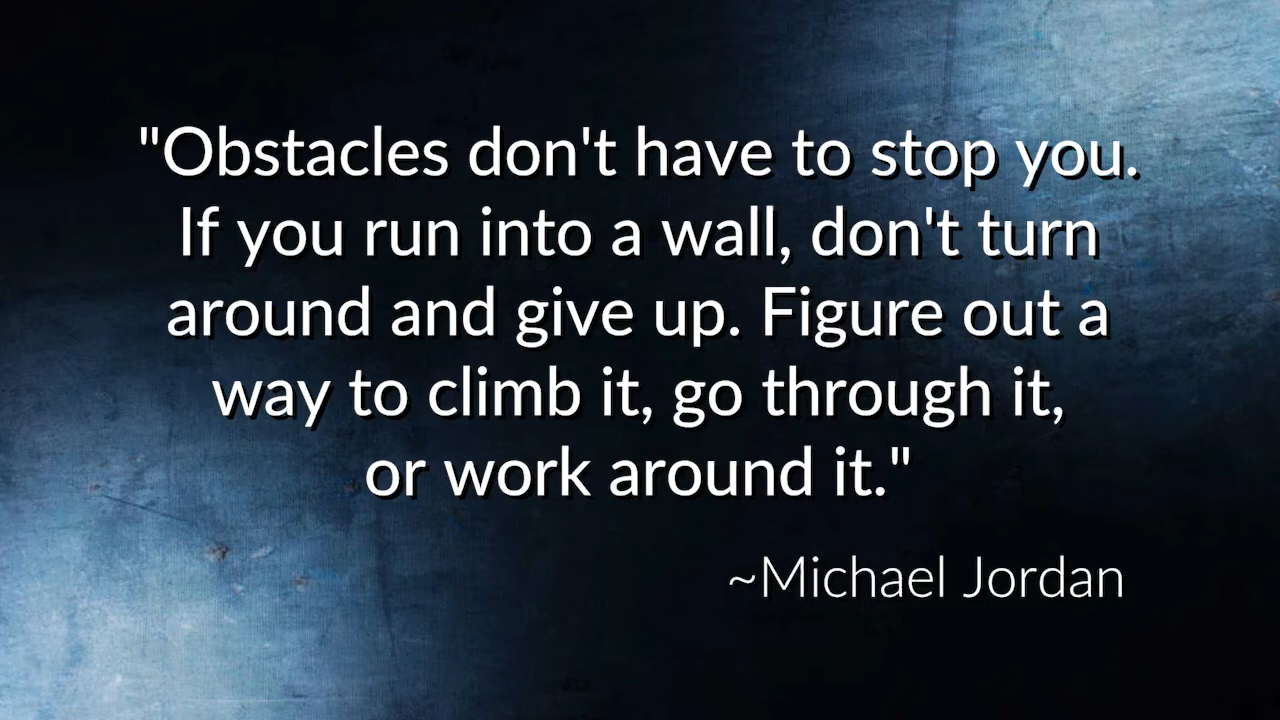 "Obstacles don't have to stop you.
If you run into a wall, don't turn
around and give up. Figure out a
way to climb it, go through it,
or work around it."
~Michael Jordan